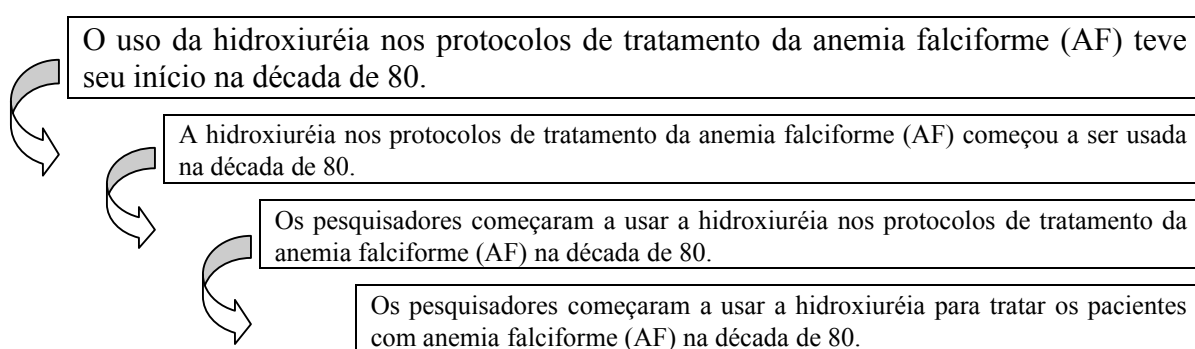 O uso da hidroxiuréia nos protocolos de tratamento da anemia falciforme (AF) teve
seu início na década de 80.
A hidroxiuréia nos protocolos de tratamento da anemia falciforme (AF) começou a ser usada
na década de 80.
Os pesquisadores começaram a usar a hidroxiuréia nos protocolos de tratamento da
anemia falciforme (AF) na década de 80.
Os pesquisadores começaram a usar a hidroxiuréia para tratar os pacientes
com anemia falciforme (AF) na década de 80.